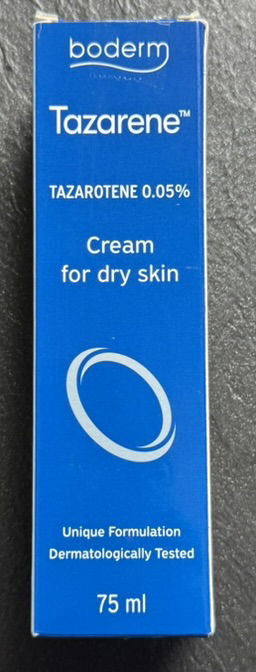 boderm
Tazarene™
TAZAROTENE 0.05%
Cream
for dry skin
Unique Formulation
Dermatologically Tested
75 ml